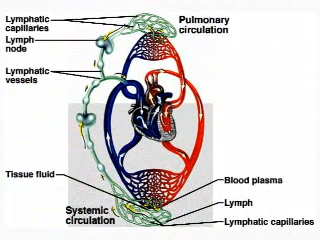 Lymphatic
capillaries
Pulmonary
circulation
Lymph
node
Lymphatic
vessels
Tissue fluid
Blood plasma
Systemic
circulation
Lymph
Lymphatic capillaries